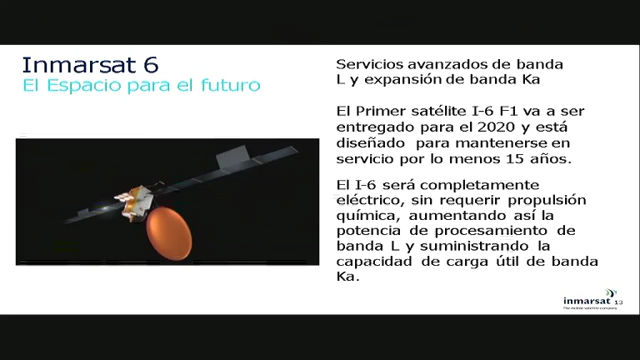 Inmarsat 6
El Espacio para el futuro
Servicios avanzados de banda
L y expansión de banda Ka
El Primer satélite I-6 F1 va a ser
entregado para el 2020 y está
diseñado para mantenerse en
servicio por lo menos 15 años.
El I-6 será completamente
eléctrico, sin requerir propulsión
química, aumentando así la
potencia de procesamiento de
banda L y suministrando la
capacidad de carga útil de banda
Ka.
inmarsat 13